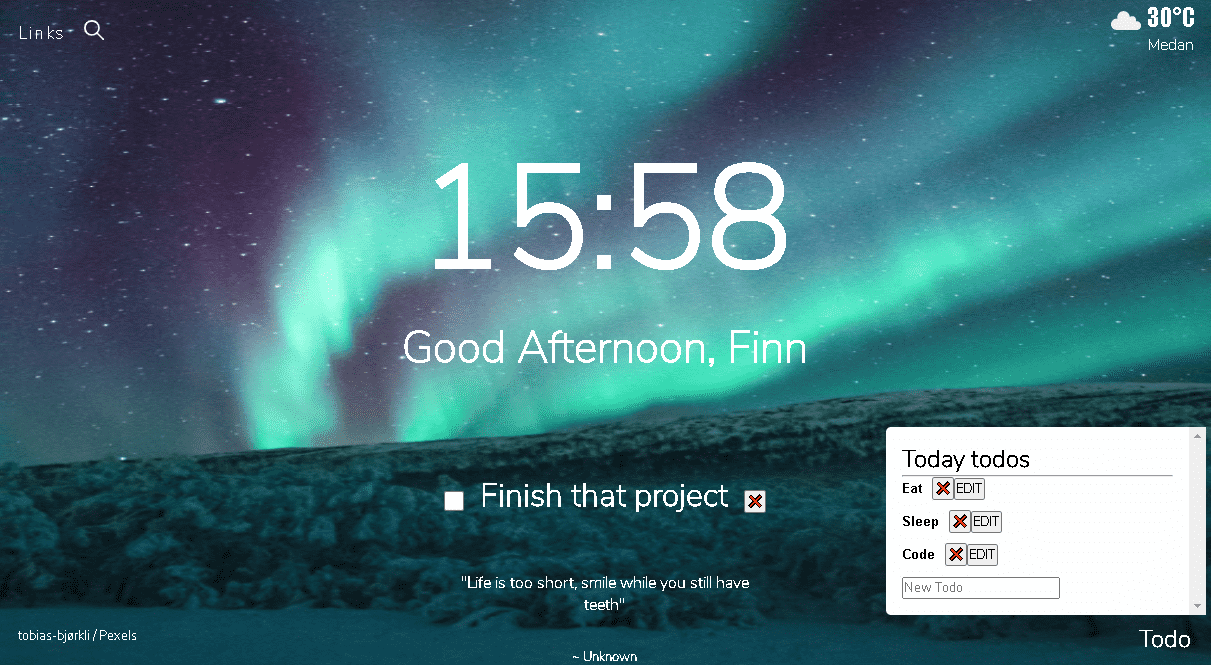 Links
30°C
Medan
15:58
Good Afternoon, Finn
Finish that project
"Life is too short, smile while you still have
teeth"
~ Unknown
Today todos
Eat EDIT
Sleep EDIT
Code EDIT
New Todo
tobias-bjørkli / Pexels
Todo